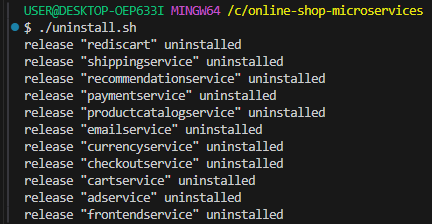 USER@DESKTOP-OEP633I MINGW64 /c/online-shop-microservices
$ ./uninstall.sh
release "rediscart" uninstalled
release "shippingservice" uninstalled
release "recommendationservice" uninstalled
release "paymentservice" uninstalled
release "productcatalogservice" uninstalled
release "emailservice" uninstalled
release "currencyservice" uninstalled
release "checkoutservice" uninstalled
release "cartservice" uninstalled
release "adservice" uninstalled
release "frontendservice" uninstalled